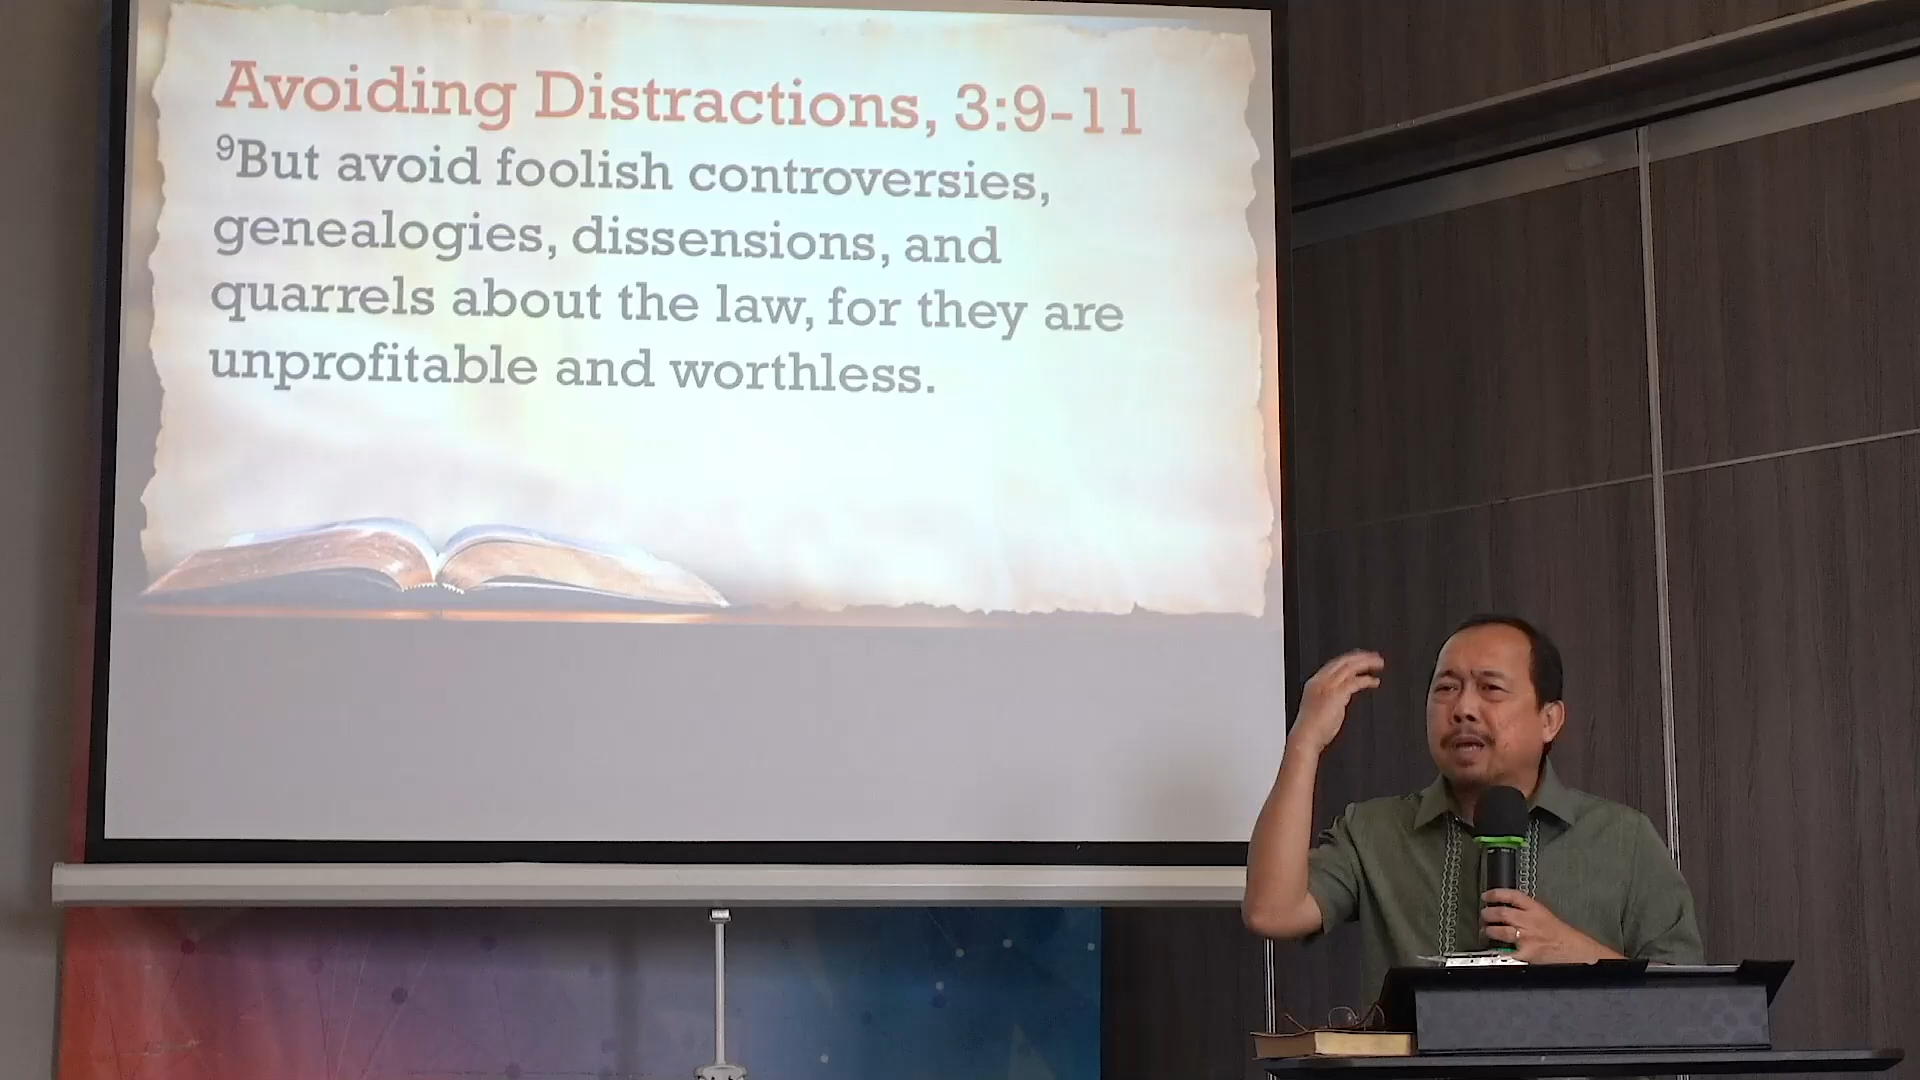 Avoiding Distractions, 3:9-11
⁹But avoid foolish controversies,
genealogies, dissensions, and
quarrels about the law, for they are
unprofitable and worthless.